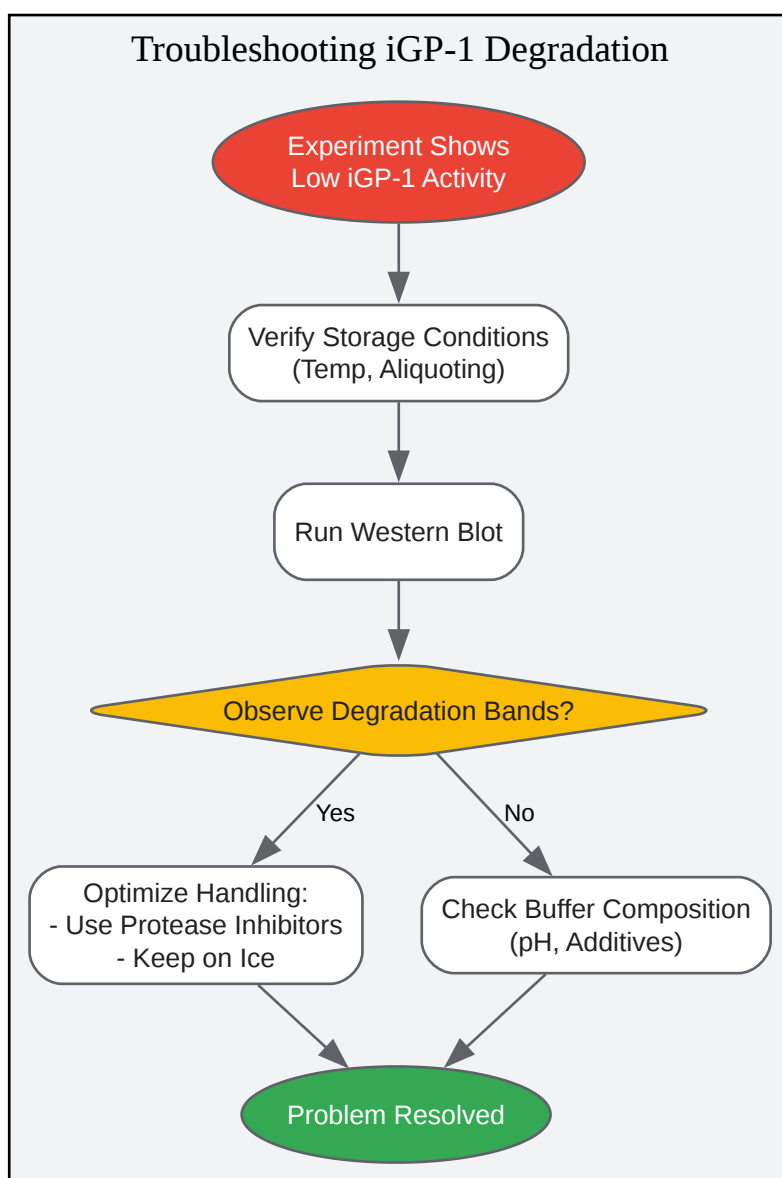 Troubleshooting iGP-1 Degradation
Experiment Shows
Low iGP-1 Activity
Verify Storage Conditions
(Temp, Aliquoting)
Run Western Blot
Observe Degradation Bands?
Yes
No
Optimize Handling:
- Use Protease Inhibitors
- Keep on Ice
Check Buffer Composition
(pH, Additives)
Problem Resolved